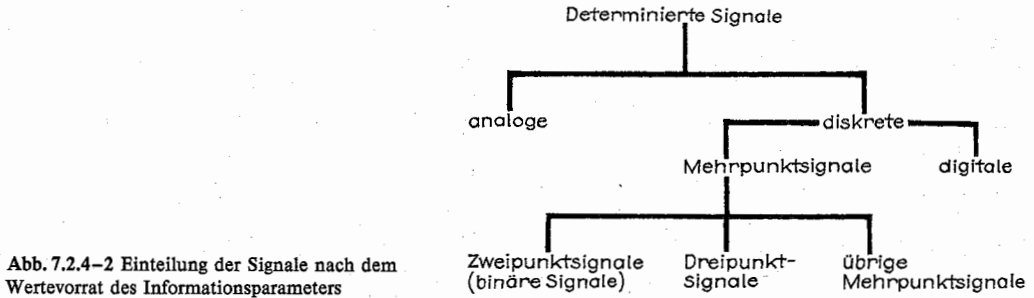 Determinierte Signale
analoge
diskrete
Mehrpunktsignale
digitale
Zweipunktsignale
(binäre Signale)
Dreipunkt-
Signale
übrige
Mehrpunktsignale
Abb. 7.2.4–2 Einteilung der Signale nach dem
Wertevorrat des Informationsparameters